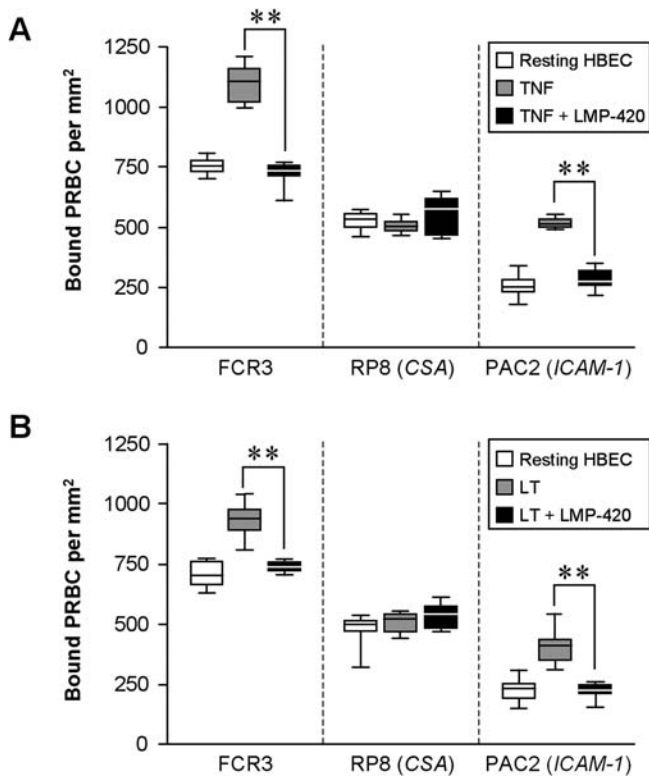 A
Bound PRBC per mm²
1250
1000
750
500
250
0
**
**
Resting HBEC
TNF
TNF + LMP-420
FCR3
RP8 (CSA)
PAC2 (ICAM-1)
B
Bound PRBC per mm²
1250
1000
750
500
250
0
**
**
Resting HBEC
LT
LT + LMP-420
FCR3
RP8 (CSA)
PAC2 (ICAM-1)